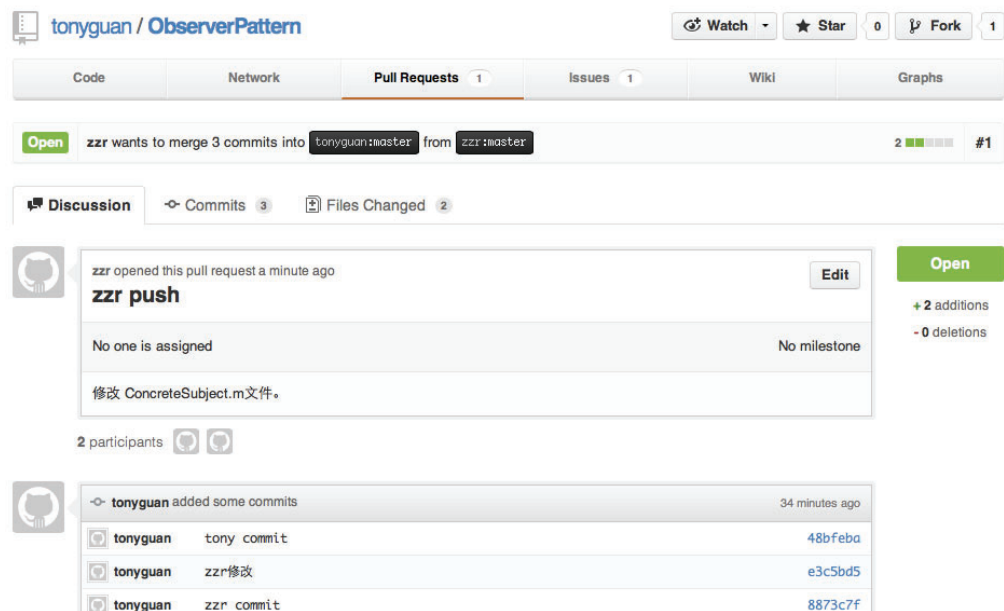 tonyguan / ObserverPattern Watch Star 0 Fork 1
Code Network Pull Requests 1 Issues 1 Wiki Graphs
Open zzr wants to merge 3 commits into tonyguan:master from zzr:master 2 #1
Discussion Commits 3 Files Changed 2
zzr opened this pull request a minute ago Edit Open
zzr push
+ 2 additions
- 0 deletions
No one is assigned No milestone
修改 ConcreteSubject.m文件。
2 participants
tonyguan added some commits 34 minutes ago
tonyguan tony commit 48bfeba
tonyguan zzr修改 e3c5bd5
tonyguan zzr commit 8873c7f